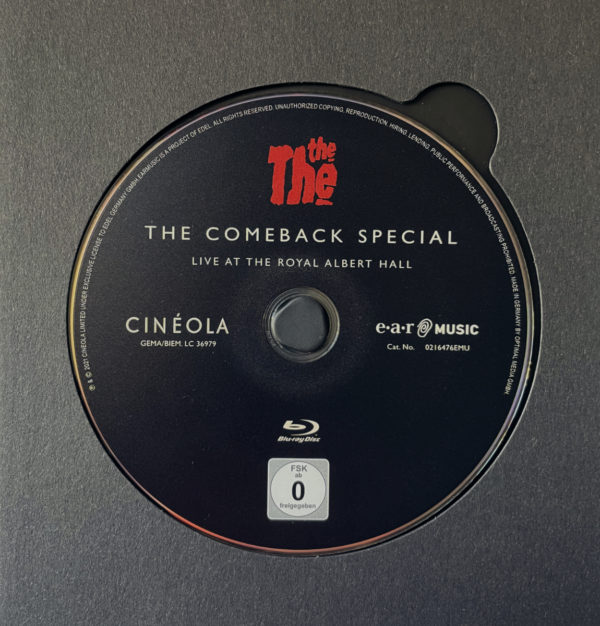 ℗ & © 2021 CINEOLA LIMITED UNDER EXCLUSIVE LICENSE TO EDEL GERMANY GMBH. EARMUSIC IS A PROJECT OF EDEL. ALL RIGHTS RESERVED. UNAUTHORIZED COPYING, REPRODUCTION, HIRING, LENDING, PUBLIC PERFORMANCE AND BROADCASTING PROHIBITED. MADE IN GERMANY BY OPTIMAL MEDIA GMBH.
the
The
THE COMEBACK SPECIAL
LIVE AT THE ROYAL ALBERT HALL
CINÉOLA
GEMA/BIEM. LC 36979
e·a·r MUSIC
Cat. No. 0216476EMU
Blu-ray Disc
FSK
ab
0
freigegeben